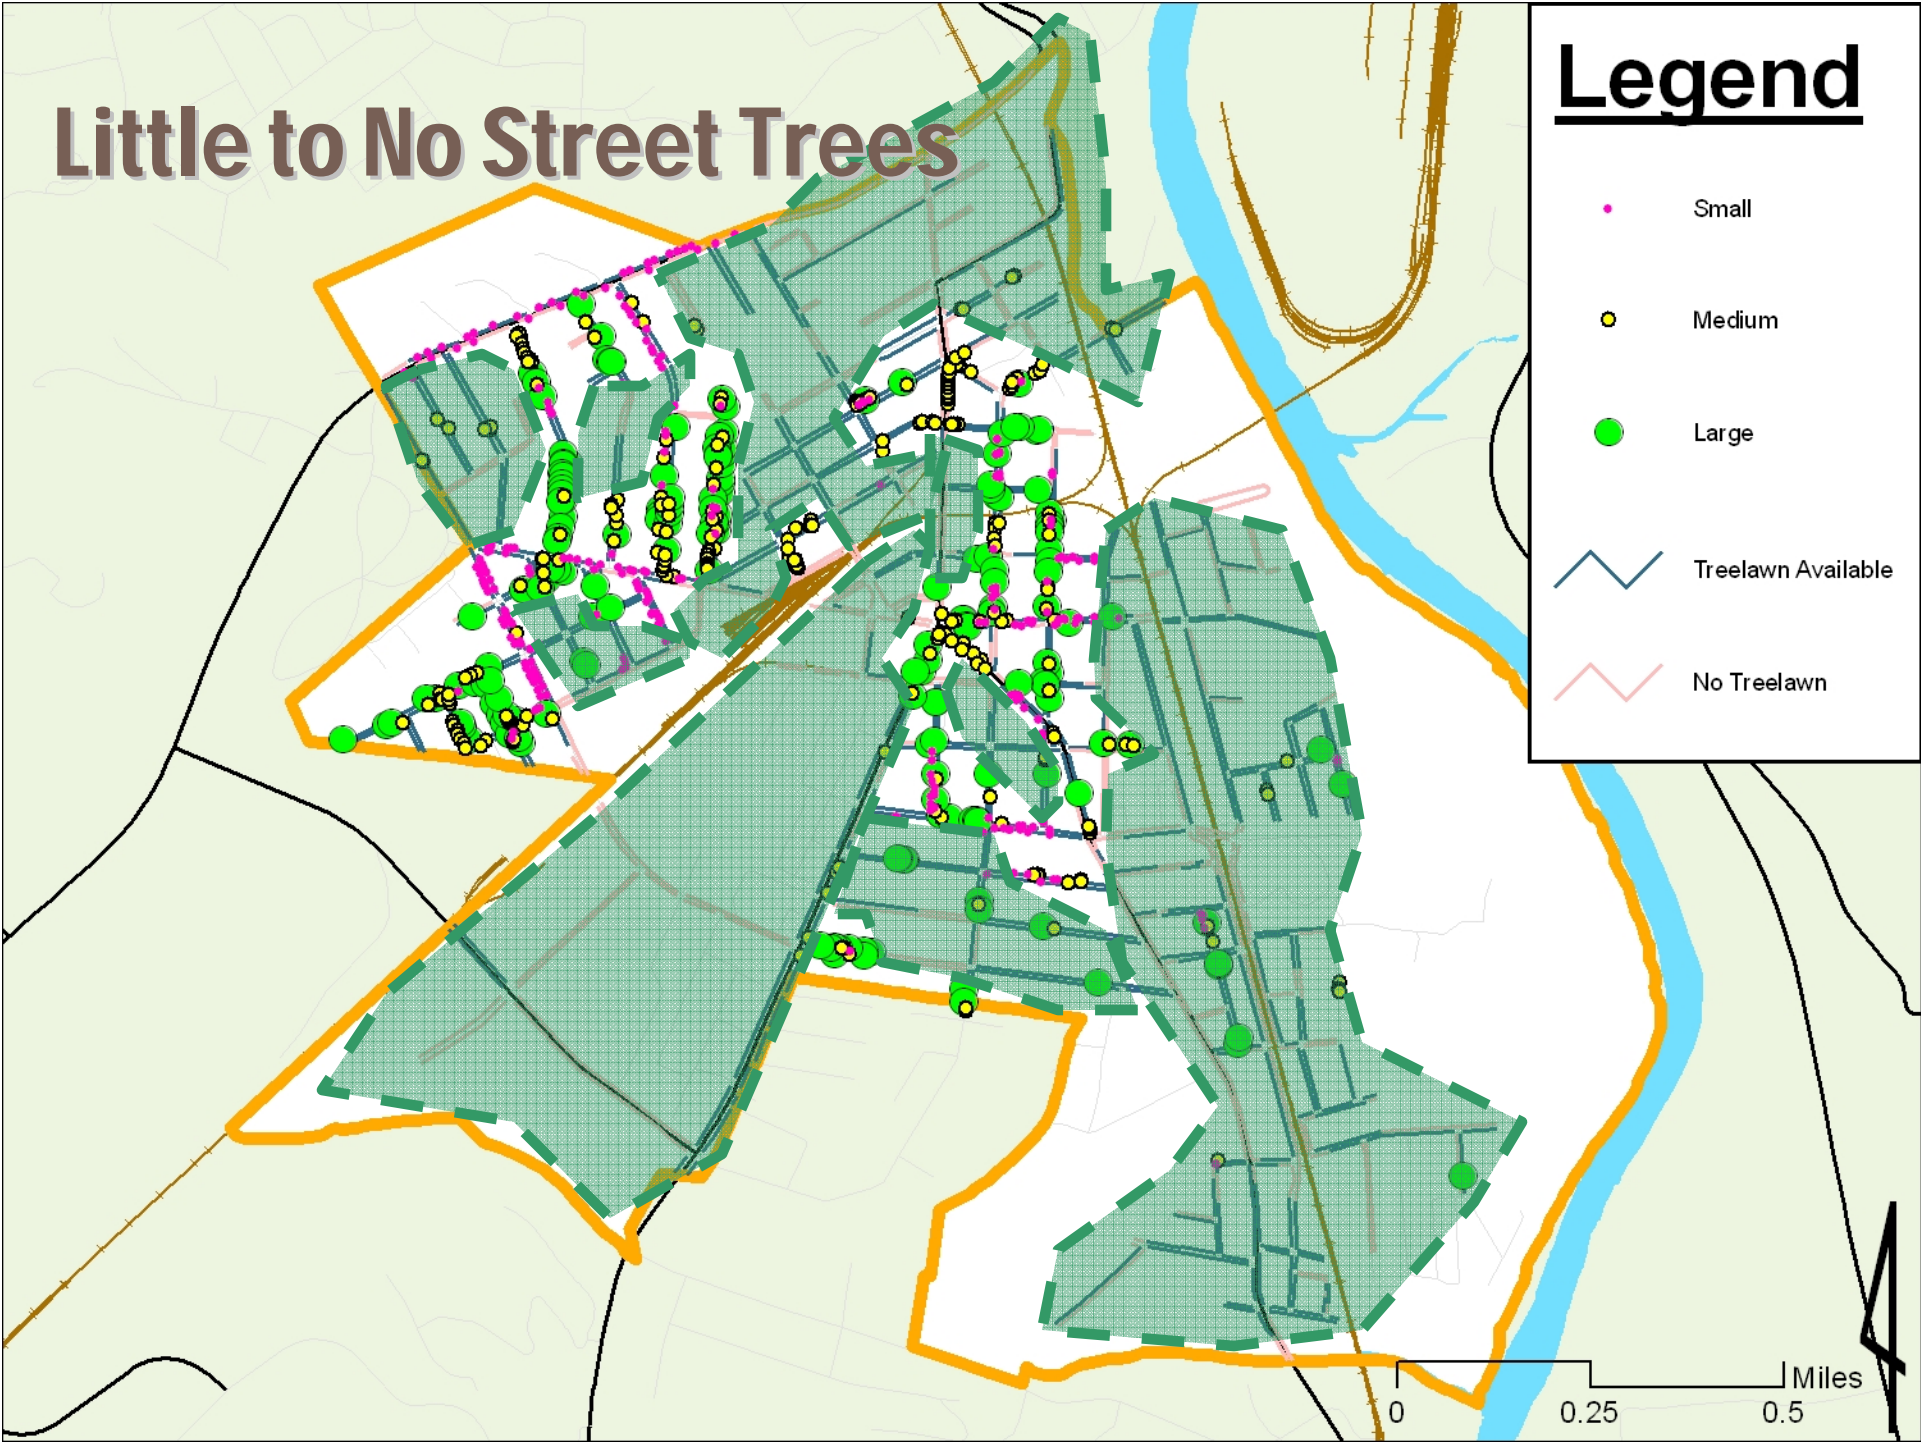 Little to No Street Trees
Legend
Small
Medium
Large
Treelawn Available
No Treelawn
Miles
0 0.25 0.5